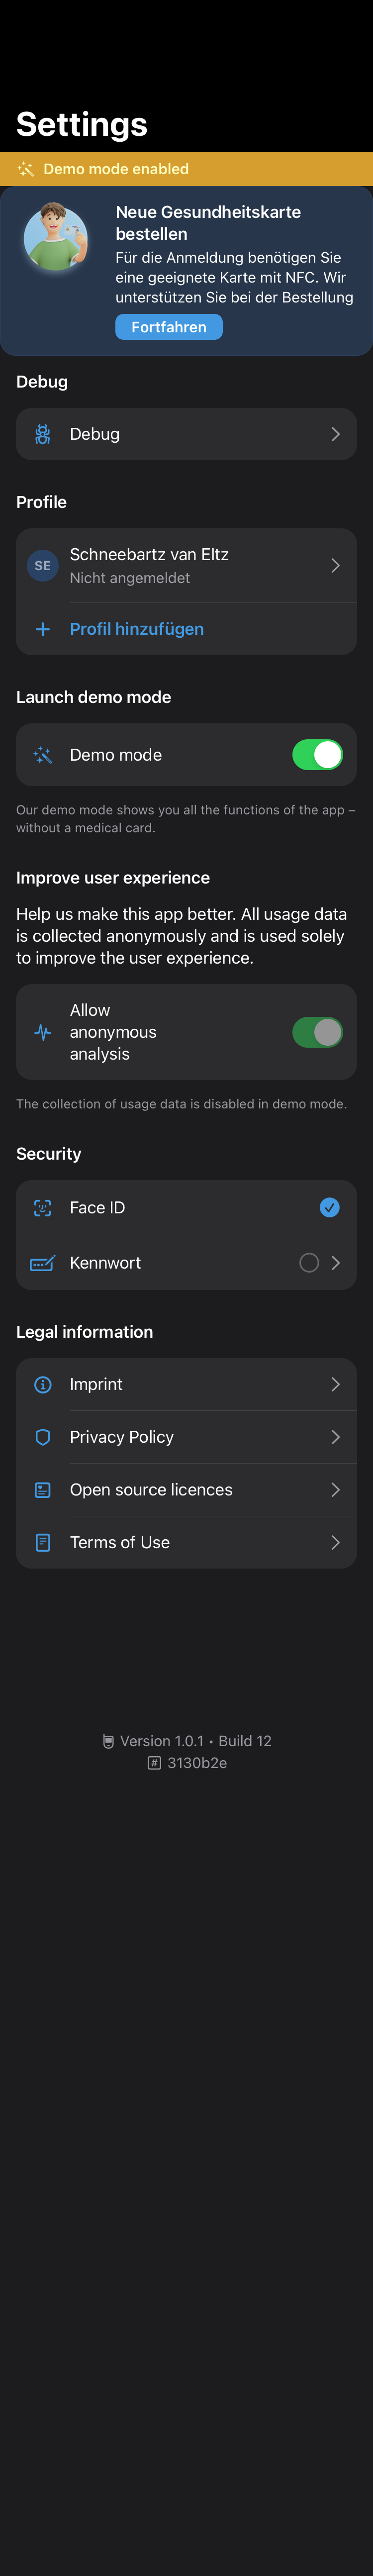 Settings
Demo mode enabled
Neue Gesundheitskarte
bestellen
Für die Anmeldung benötigen Sie
eine geeignete Karte mit NFC. Wir
unterstützen Sie bei der Bestellung
Fortfahren
Debug
Debug
Profile
SE
Schneebartz van Eltz
Nicht angemeldet
Profil hinzufügen
Launch demo mode
Demo mode
Our demo mode shows you all the functions of the app –
without a medical card.
Improve user experience
Help us make this app better. All usage data
is collected anonymously and is used solely
to improve the user experience.
Allow
anonymous
analysis
The collection of usage data is disabled in demo mode.
Security
Face ID
Kennwort
Legal information
Imprint
Privacy Policy
Open source licences
Terms of Use
Version 1.0.1 • Build 12
# 3130b2e